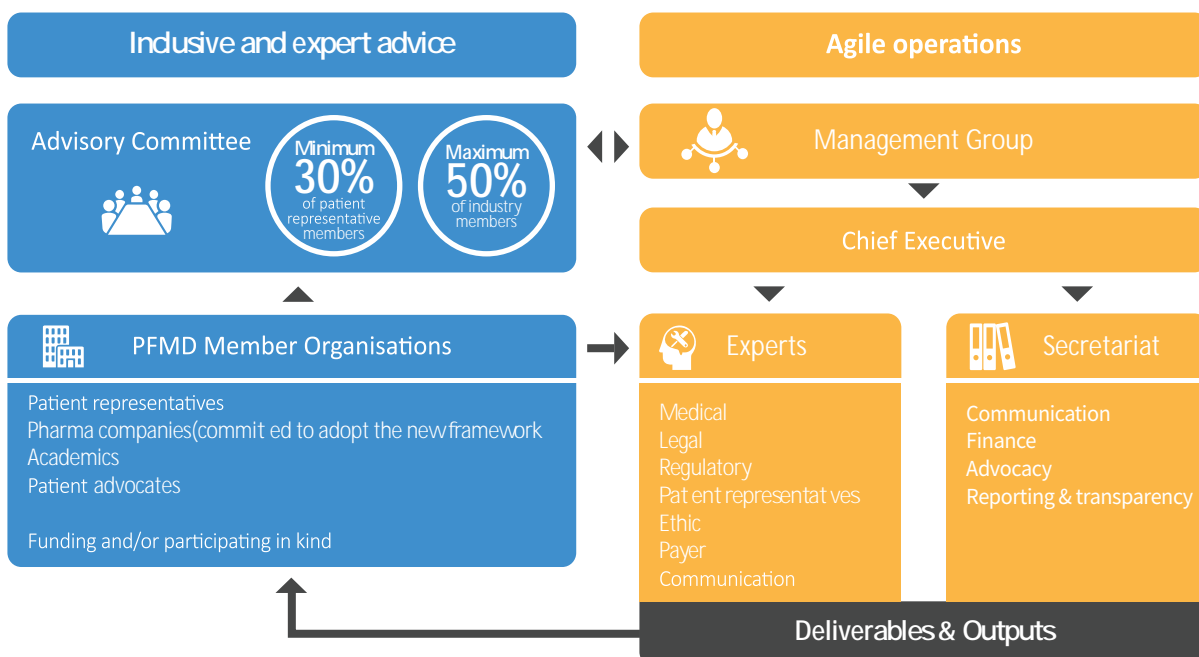 Inclusive and expert advice
Agile operations
Advisory Committee
Minimum
30%
of patient
representative
members
Maximum
50%
of industry
members
Management Group
Chief Executive
PFMD Member Organisations
Patient representatives
Pharma companies(commit ed to adopt the new framework
Academics
Patient advocates
Funding and/or participating in kind
Experts
Medical
Legal
Regulatory
Pat ent representat ves
Ethic
Payer
Communication
Secretariat
Communication
Finance
Advocacy
Reporting & transparency
Deliverables & Outputs